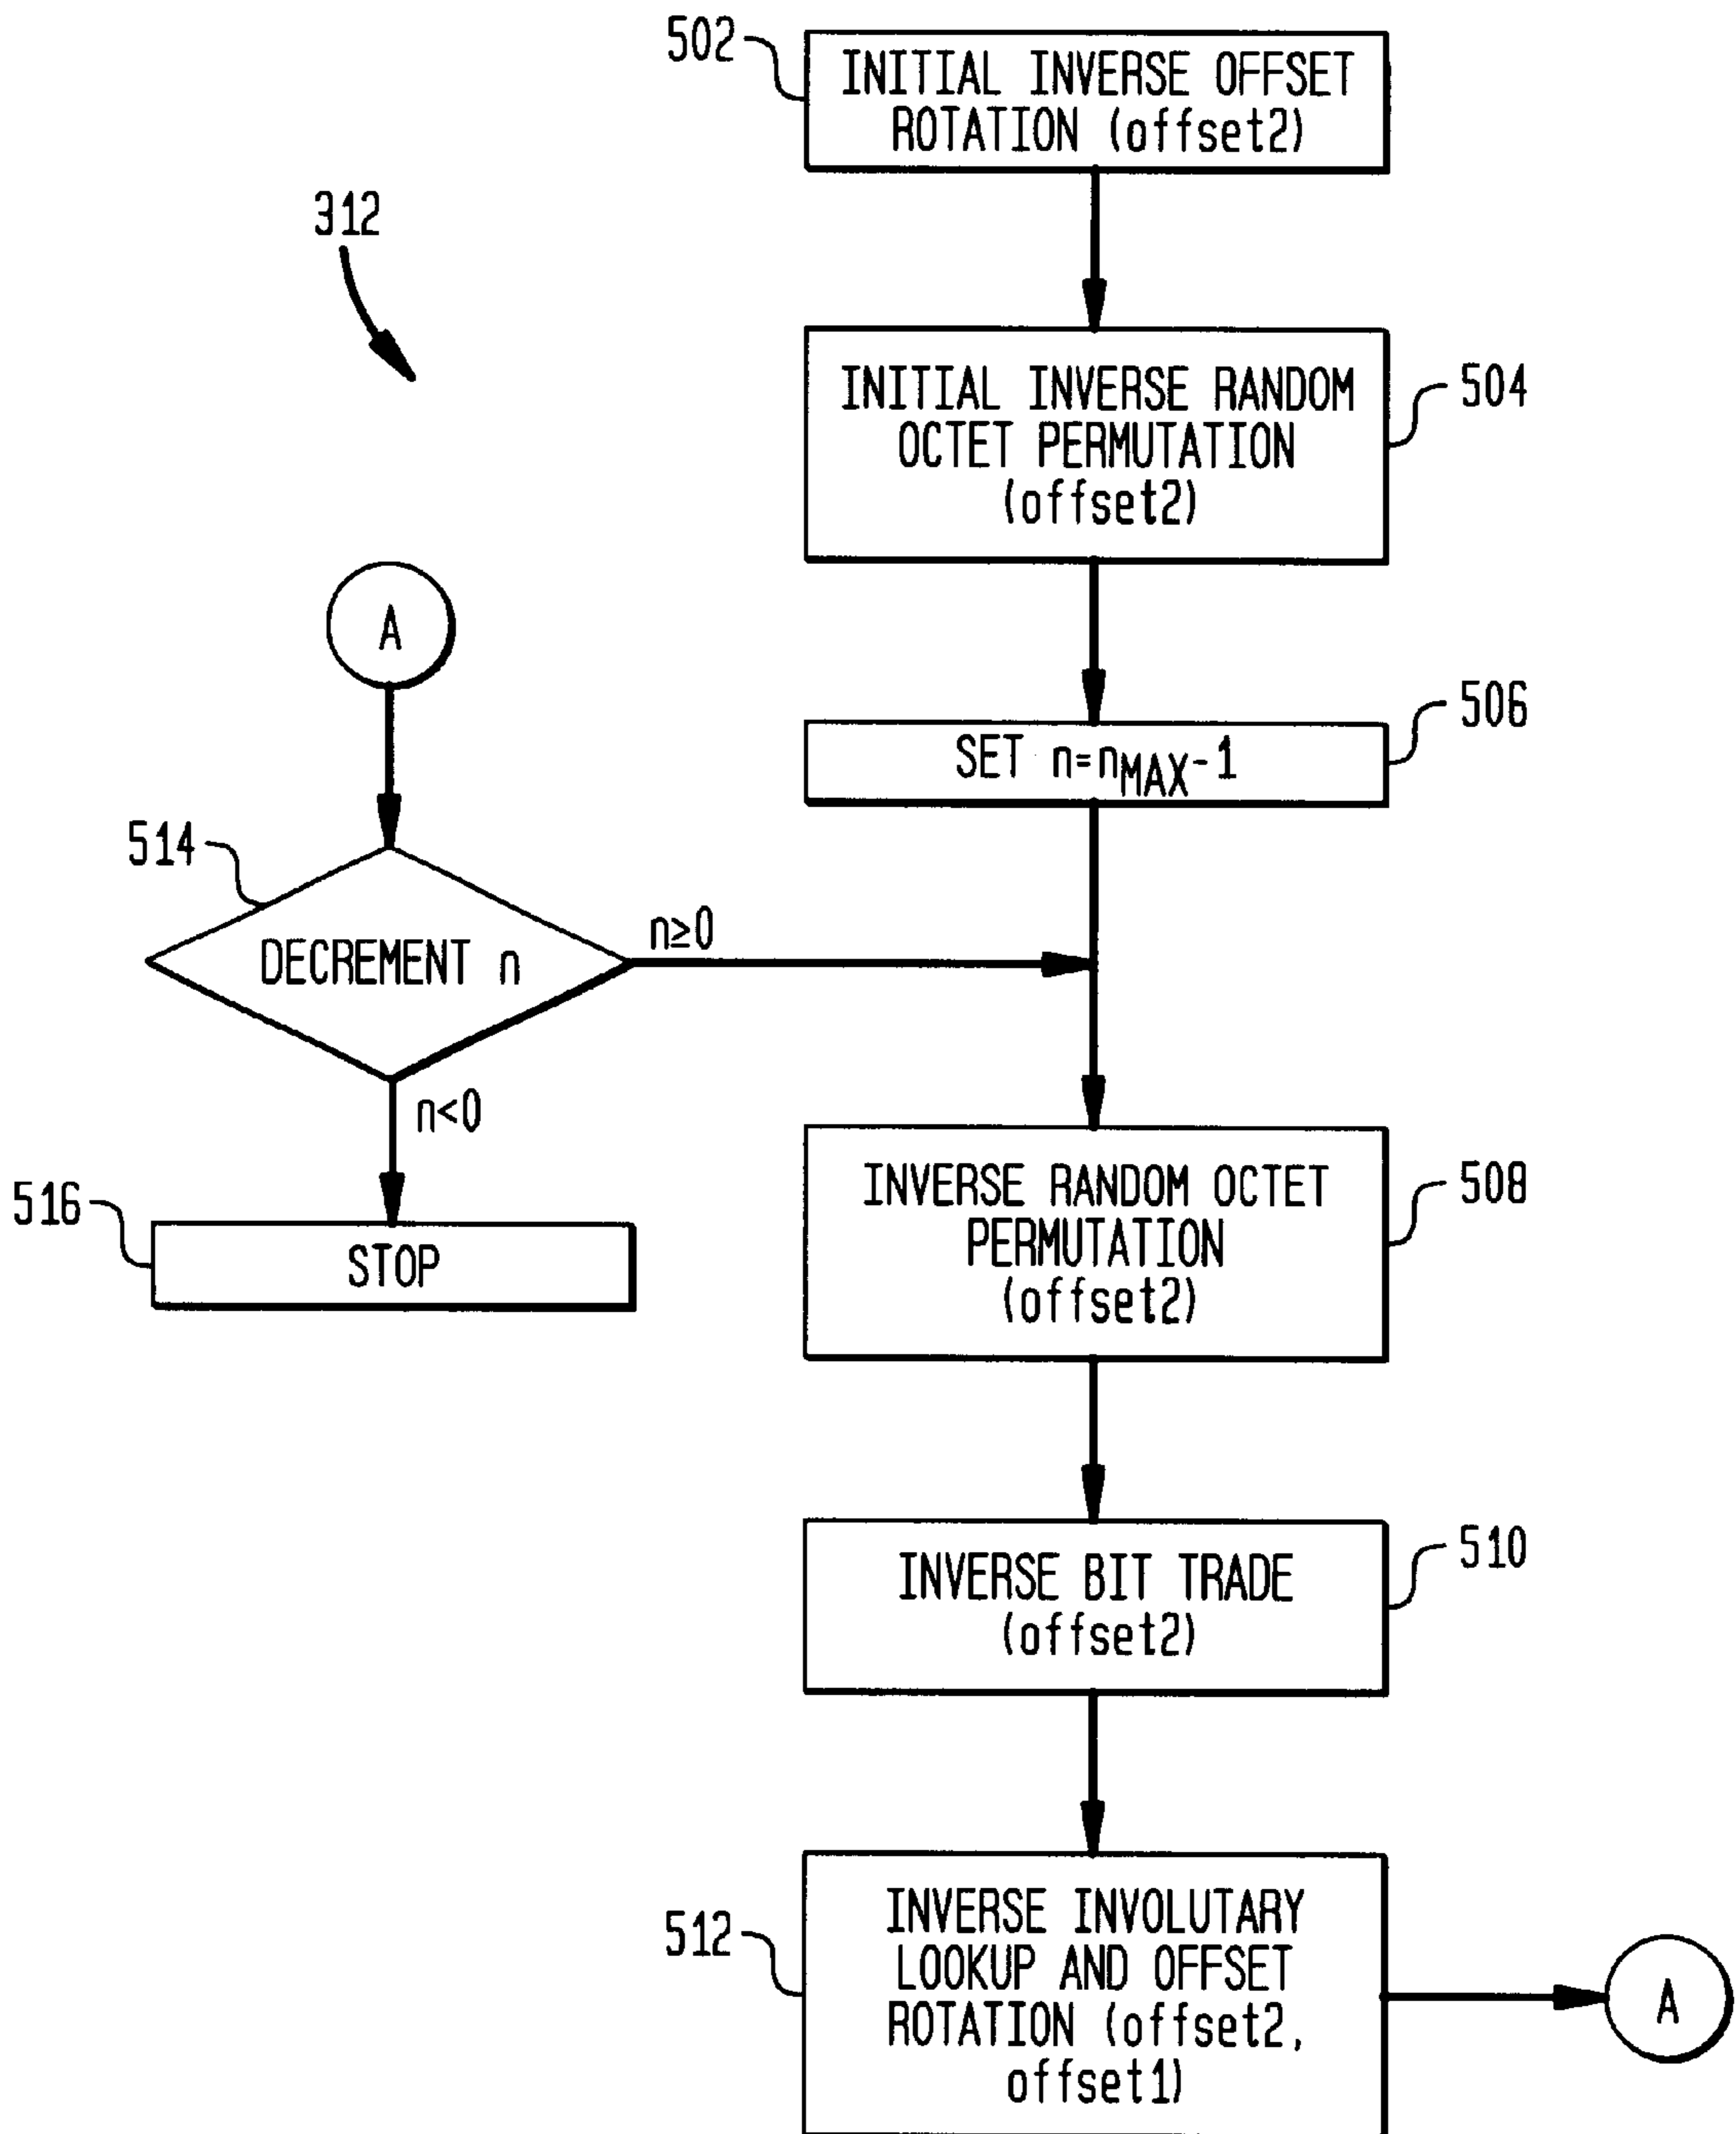 502
INITIAL INVERSE OFFSET
ROTATION (offset2)
312
INITIAL INVERSE RANDOM
OCTET PERMUTATION
(offset2)
504
A
SET n=nMAX-1
506
514
DECREMENT n
n≥0
n<0
516
STOP
INVERSE RANDOM OCTET
PERMUTATION
(offset2)
508
INVERSE BIT TRADE
(offset2)
510
512
INVERSE INVOLUTARY
LOOKUP AND OFFSET
ROTATION (offset2,
offset1)
A